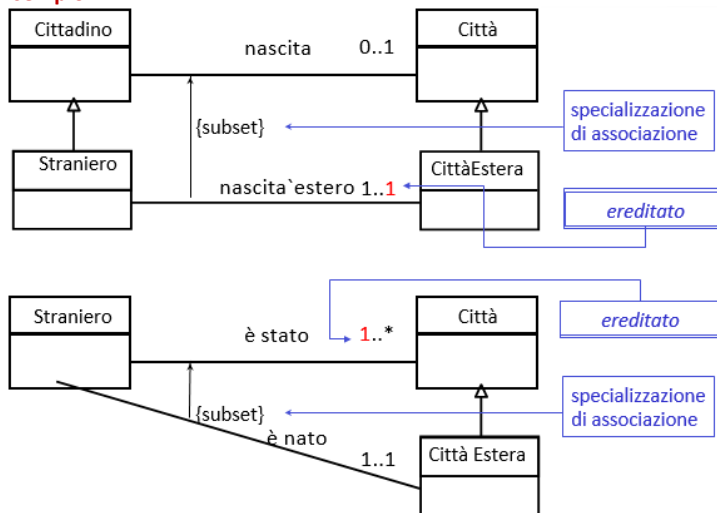 Cittadino
Città
nascita
0..1
{subset}
specializzazione
di associazione
Straniero
CittàEstera
nascita`estero
1..1
ereditato
Straniero
Città
è stato
1..*
ereditato
{subset}
specializzazione
di associazione
è nato
1..1
Città Estera